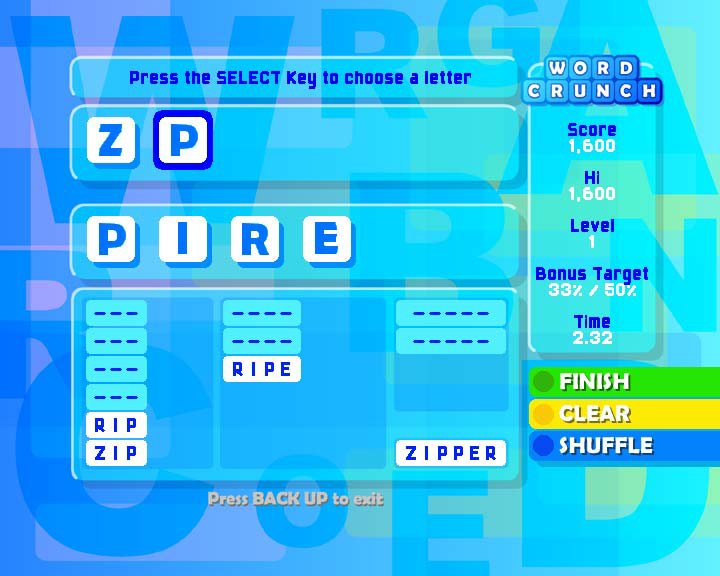 Press the SELECT Key to choose a letter
WORD
CRUNCH
Z P
P I R E
Score
1,600
Hi
1,600
Level
1
Bonus Target
33% / 50%
Time
2.32
--- ---- -----
--- ---- -----
--- RIPE
---
RIP
ZIP ZIPPER
FINISH
CLEAR
SHUFFLE
Press BACK UP to exit